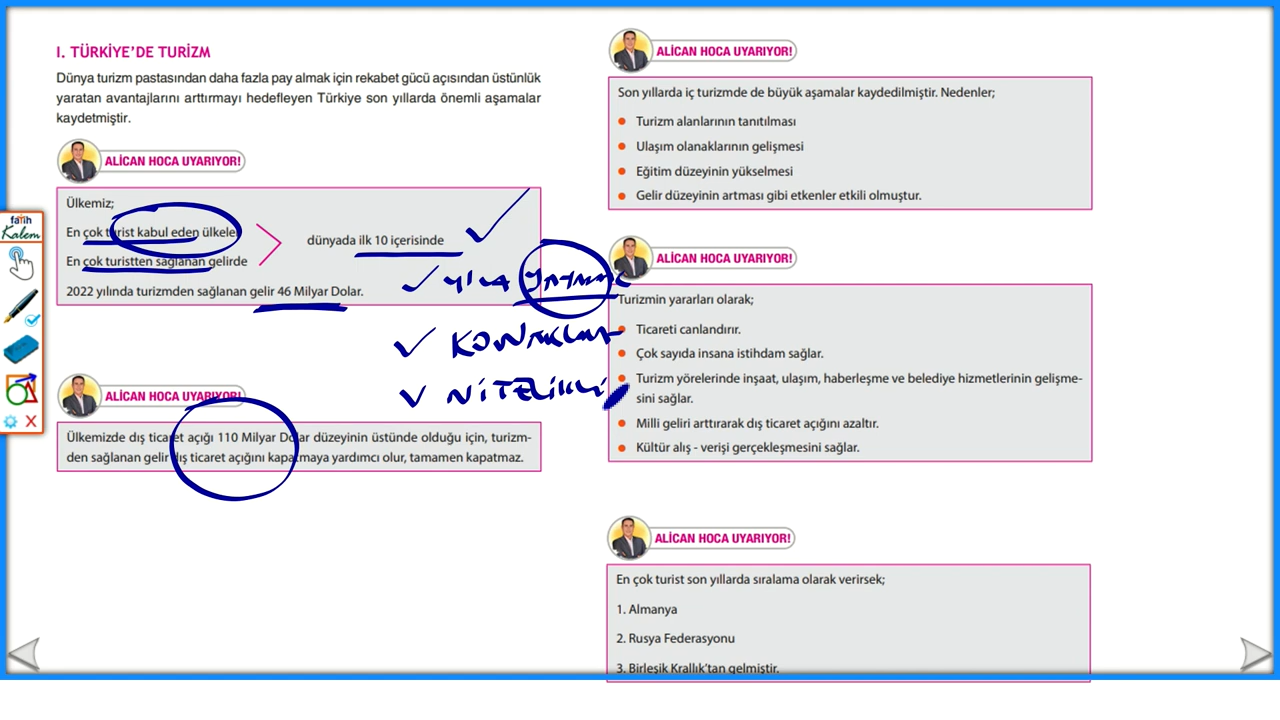 I. TÜRKİYE'DE TURİZM
Dünya turizm pastasından daha fazla pay almak için rekabet gücü açısından üstünlük
yaratan avantajlarını arttırmayı hedefleyen Türkiye son yıllarda önemli aşamalar
kaydetmiştir.
ALİCAN HOCA UYARIYOR!
Ülkemiz;
En çok turist kabul eden ülkeler
En çok turistten sağlanan gelirde
dünyada ilk 10 içerisinde
2022 yılında turizmden sağlanan gelir 46 Milyar Dolar.
YILA YAYMAK
KONAKLAMA
NİTELİKLİ
ALİCAN HOCA UYARIYOR!
Ülkemizde dış ticaret açığı 110 Milyar Dolar düzeyinin üstünde olduğu için, turizm-
den sağlanan gelir dış ticaret açığını kapatmaya yardımcı olur, tamamen kapatmaz.
fatih
Kalem
ALİCAN HOCA UYARIYOR!
Son yıllarda iç turizmde de büyük aşamalar kaydedilmiştir. Nedenler;
Turizm alanlarının tanıtılması
Ulaşım olanaklarının gelişmesi
Eğitim düzeyinin yükselmesi
Gelir düzeyinin artması gibi etkenler etkili olmuştur.
ALİCAN HOCA UYARIYOR!
Turizmin yararları olarak;
Ticareti canlandırır.
Çok sayıda insana istihdam sağlar.
Turizm yörelerinde inşaat, ulaşım, haberleşme ve belediye hizmetlerinin gelişme-
sini sağlar.
Milli geliri arttırarak dış ticaret açığını azaltır.
Kültür alış - verişi gerçekleşmesini sağlar.
ALİCAN HOCA UYARIYOR!
En çok turist son yıllarda sıralama olarak verirsek;
1. Almanya
2. Rusya Federasyonu
3. Birleşik Krallık'tan gelmiştir.